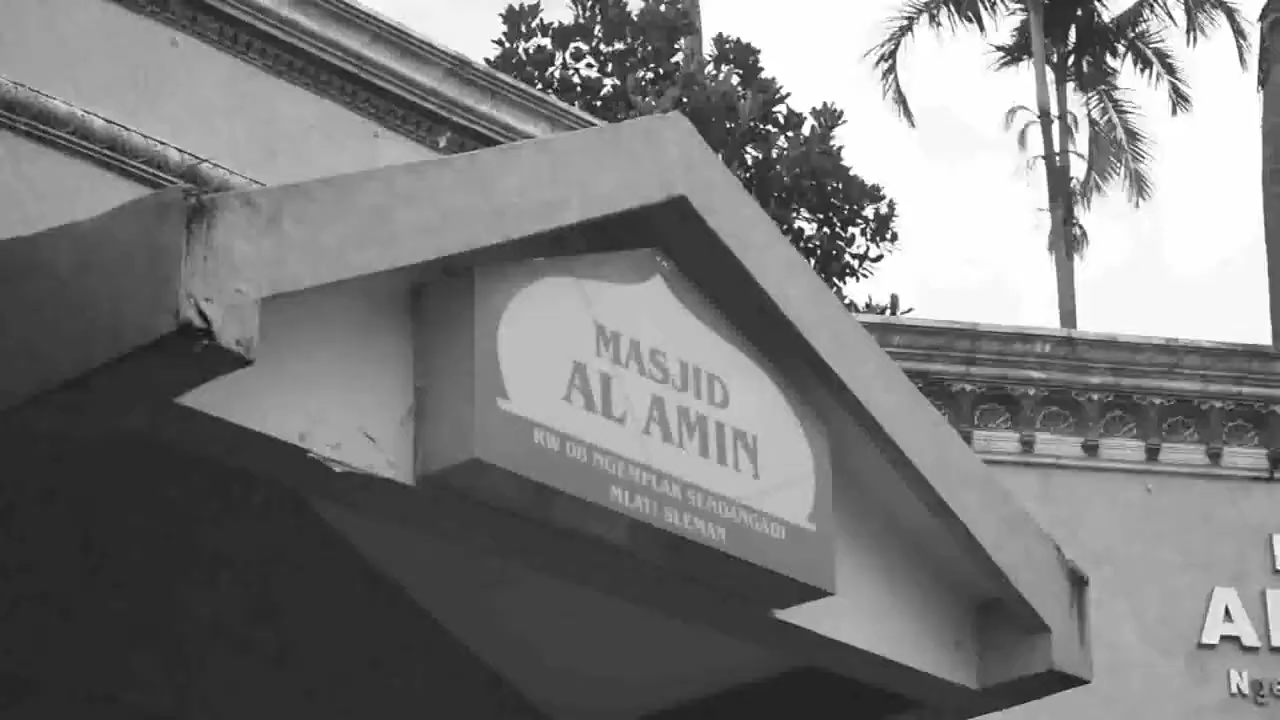 MASJID
AL AMIN
RW 08 NGEMPLAK SENDANGADI
MLATI SLEMAN